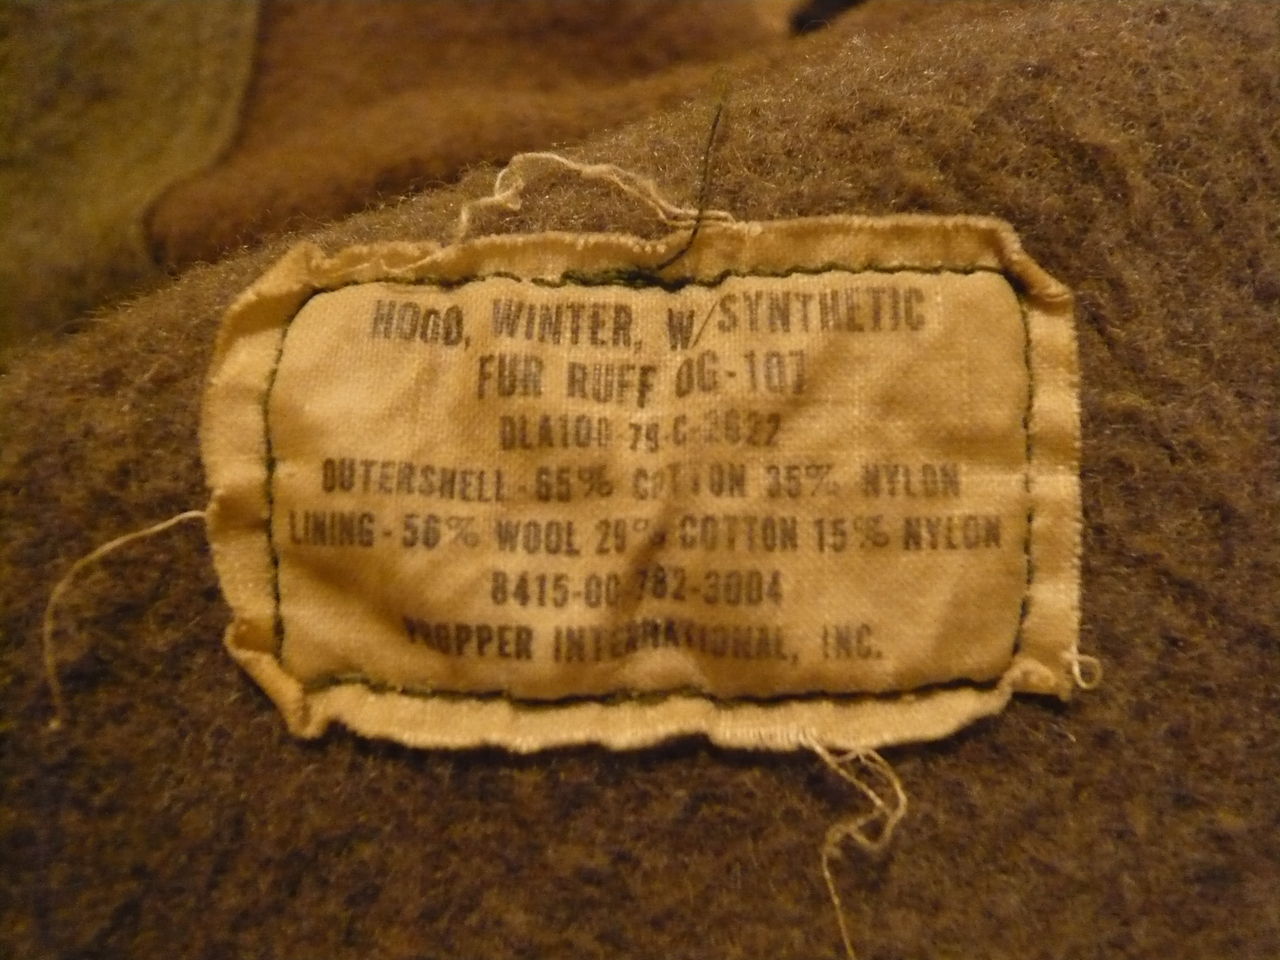 HOOD, WINTER, W/SYNTHETIC
FUR RUFF OG-107
DLA100-79-C-2622
OUTERSHELL-65% COTTON 35% NYLON
LINING-56% WOOL 29% COTTON 15% NYLON
8415-00-782-3004
INTERNATIONAL, INC.